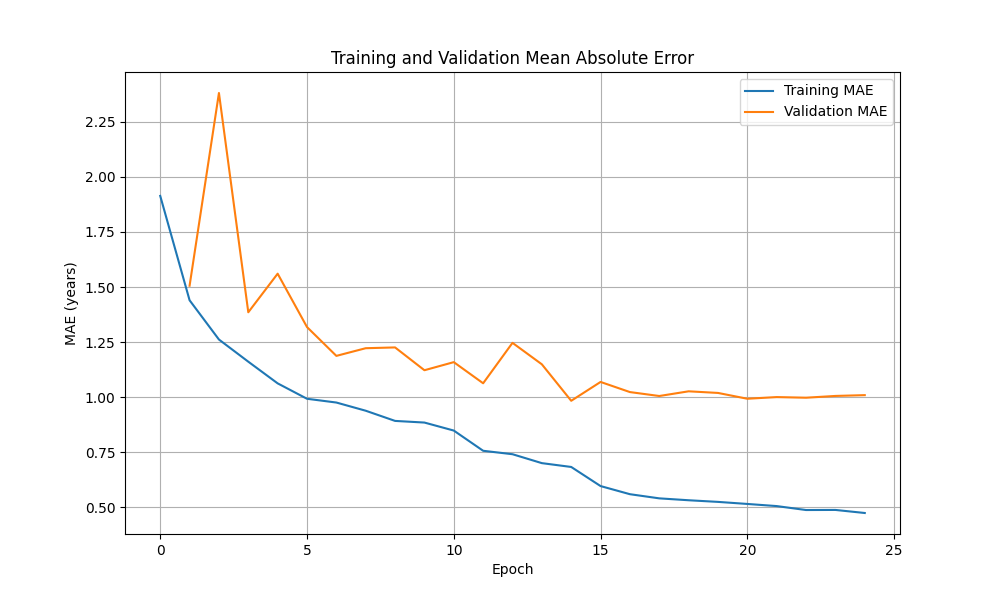 Training and Validation Mean Absolute Error
Training MAE
Validation MAE
MAE (years)
2.25
2.00
1.75
1.50
1.25
1.00
0.75
0.50
0 5 10 15 20 25
Epoch